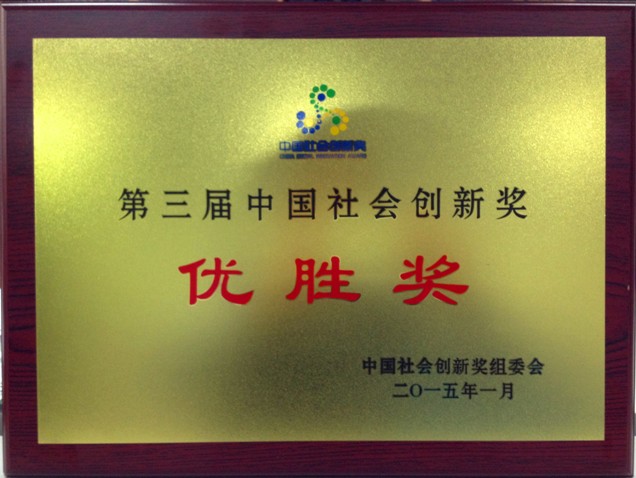 中国社会创新奖
第三届中国社会创新奖
优胜奖
中国社会创新奖组委会
二〇一五年一月